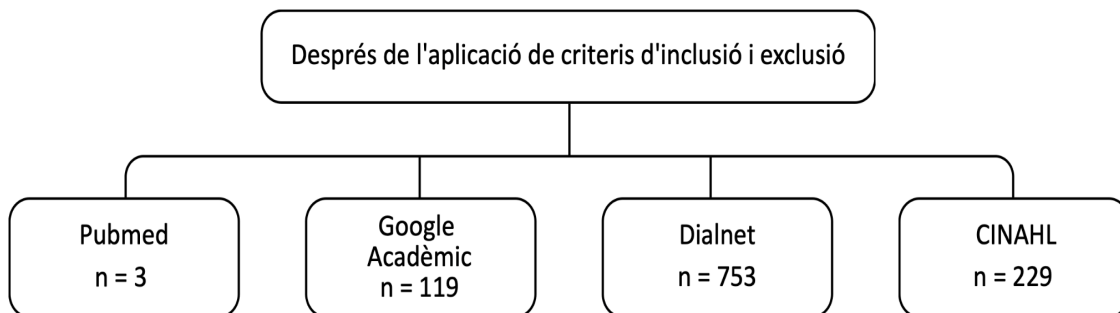 Després de l'aplicació de criteris d'inclusió i exclusió
Pubmed
n = 3
Google
Acadèmic
n = 119
Dialnet
n = 753
CINAHL
n = 229